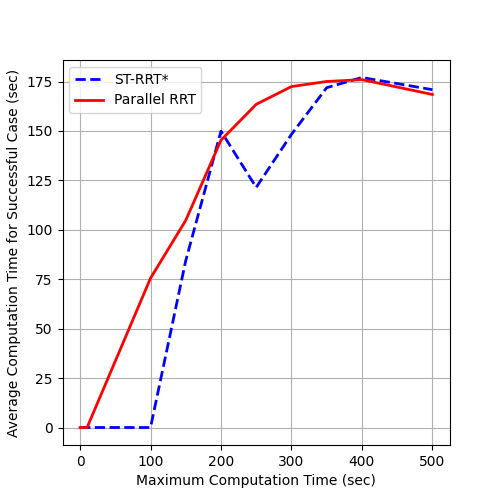 ST-RRT*
Parallel RRT
Average Computation Time for Successful Case (sec)
175
150
125
100
75
50
25
0
0 100 200 300 400 500
Maximum Computation Time (sec)